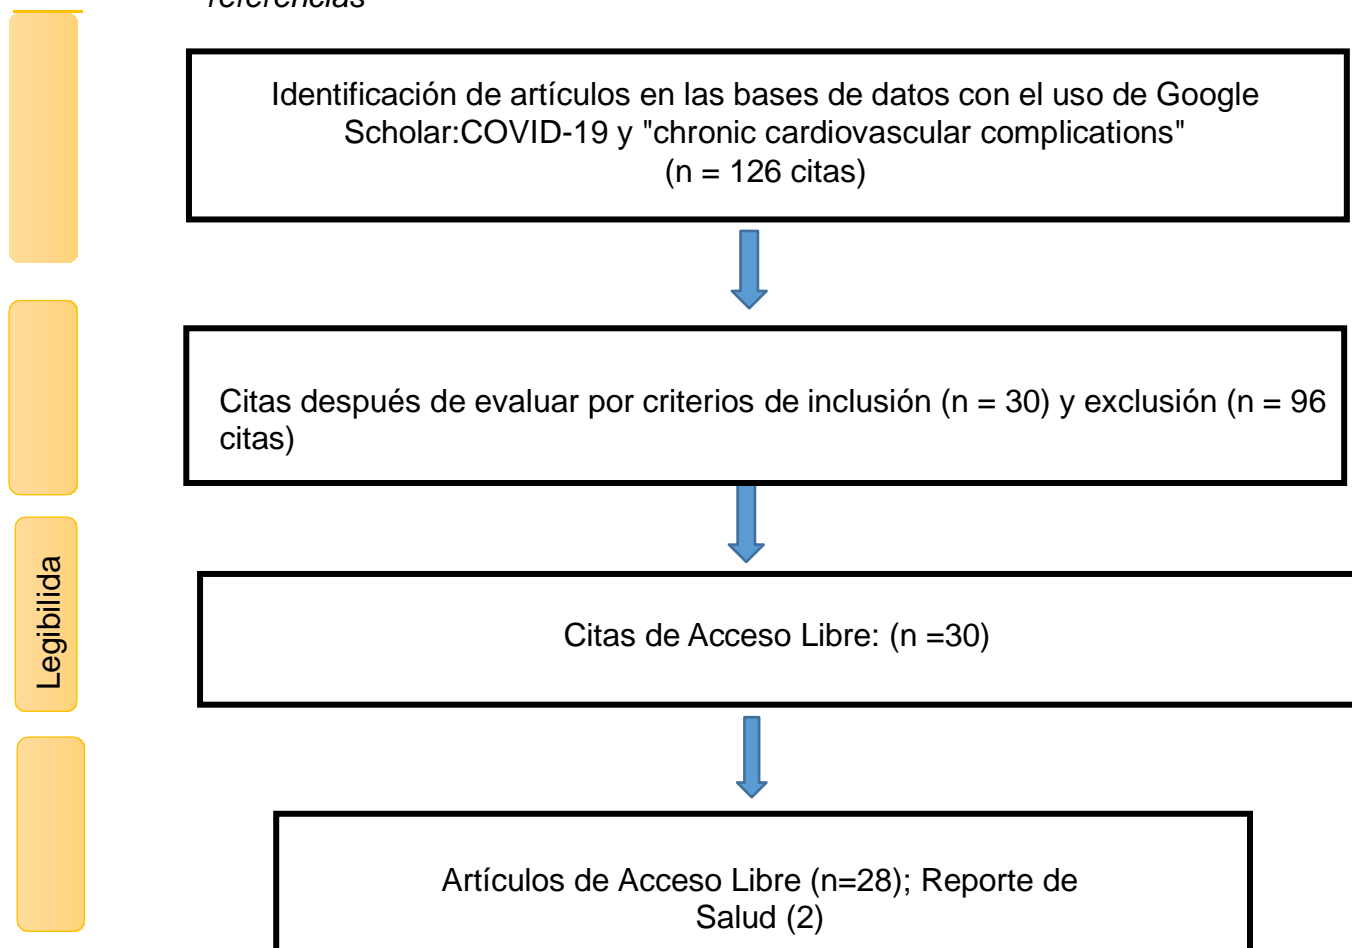 referencias
Identificación de artículos en las bases de datos con el uso de Google
Scholar:COVID-19 y "chronic cardiovascular complications"
(n = 126 citas)
Citas después de evaluar por criterios de inclusión (n = 30) y exclusión (n = 96
citas)
Legibilida
Citas de Acceso Libre: (n =30)
Artículos de Acceso Libre (n=28); Reporte de
Salud (2)